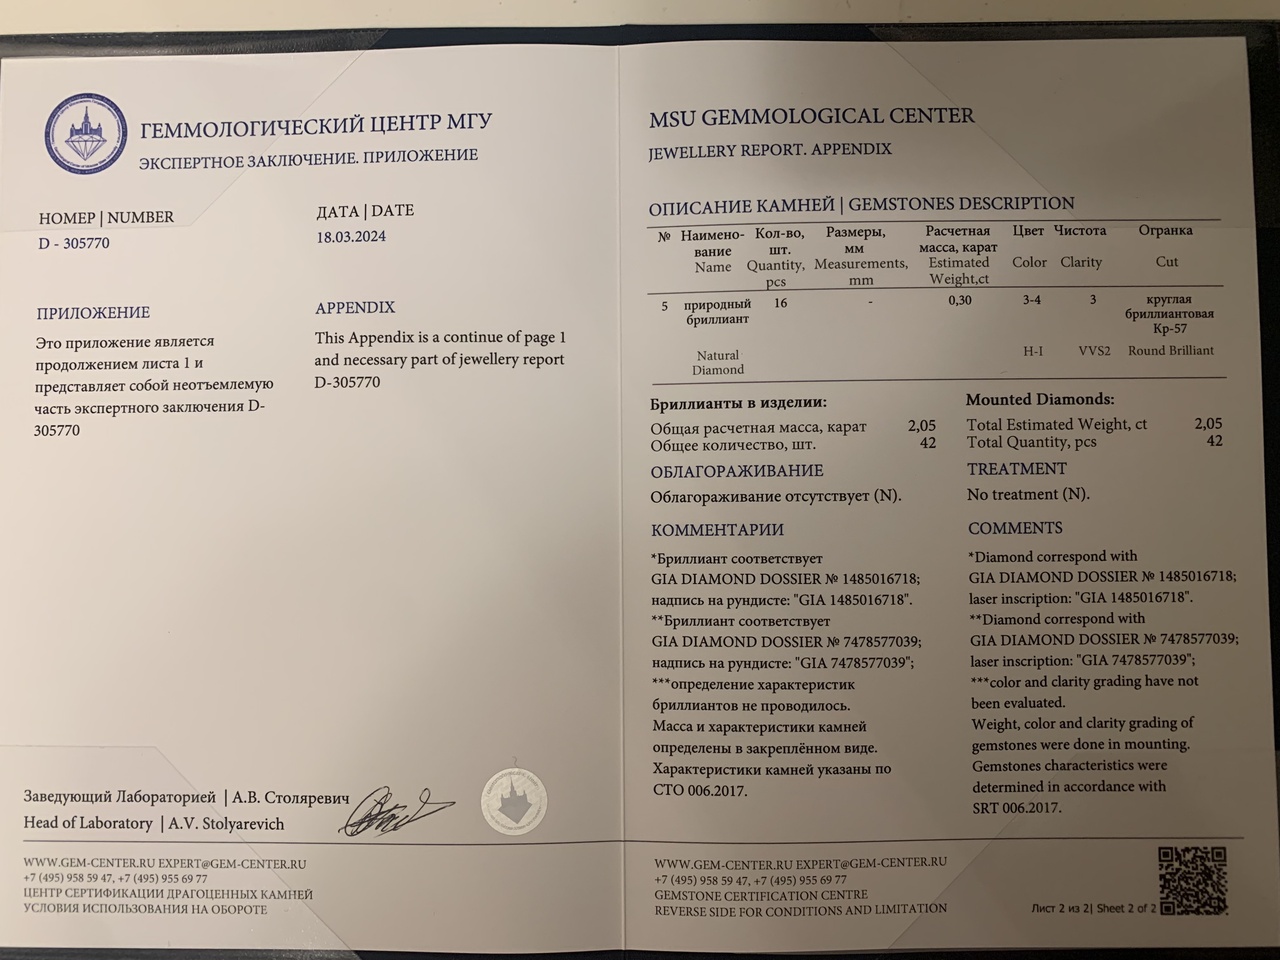 ГЕММОЛОГИЧЕСКИЙ ЦЕНТР МГУ
ЭКСПЕРТНОЕ ЗАКЛЮЧЕНИЕ. ПРИЛОЖЕНИЕ
НОМЕР | NUMBER
D - 305770
ДАТА | DATE
18.03.2024
ПРИЛОЖЕНИЕ
Это приложение является
продолжением листа 1 и
представляет собой неотъемлемую
часть экспертного заключения D-
305770
APPENDIX
This Appendix is a continue of page 1
and necessary part of jewellery report
D-305770
Заведующий Лабораторией | А.В. Столяревич
Head of Laboratory | A.V. Stolyarevich
WWW.GEM-CENTER.RU EXPERT@GEM-CENTER.RU
+7 (495) 958 59 47, +7 (495) 955 69 77
ЦЕНТР СЕРТИФИКАЦИИ ДРАГОЦЕННЫХ КАМНЕЙ
УСЛОВИЯ ИСПОЛЬЗОВАНИЯ НА ОБОРОТЕ
MSU GEMMOLOGICAL CENTER
JEWELLERY REPORT. APPENDIX
ОПИСАНИЕ КАМНЕЙ | GEMSTONES DESCRIPTION
№ Наимено- Кол-во, Размеры, Расчетная Цвет Чистота Огранка
вание шт. мм масса, карат
Name Quantity, Measurements, Estimated Color Clarity Cut
pcs mm Weight,ct
5 природный 16 - 0,30 3-4 3 круглая
бриллиант бриллиантовая
Кр-57
Natural H-I VVS2 Round Brilliant
Diamond
Бриллианты в изделии:
Общая расчетная масса, карат 2,05
Общее количество, шт. 42
Mounted Diamonds:
Total Estimated Weight, ct 2,05
Total Quantity, pcs 42
ОБЛАГОРАЖИВАНИЕ
Облагораживание отсутствует (N).
TREATMENT
No treatment (N).
КОММЕНТАРИИ
*Бриллиант соответствует
GIA DIAMOND DOSSIER № 1485016718;
надпись на рундисте: "GIA 1485016718".
**Бриллиант соответствует
GIA DIAMOND DOSSIER № 7478577039;
надпись на рундисте: "GIA 7478577039";
***определение характеристик
бриллиантов не проводилось.
Масса и характеристики камней
определены в закреплённом виде.
Характеристики камней указаны по
СТО 006.2017.
COMMENTS
*Diamond correspond with
GIA DIAMOND DOSSIER № 1485016718;
laser inscription: "GIA 1485016718".
**Diamond correspond with
GIA DIAMOND DOSSIER № 7478577039;
laser inscription: "GIA 7478577039";
***color and clarity grading have not
been evaluated.
Weight, color and clarity grading of
gemstones were done in mounting.
Gemstones characteristics were
determined in accordance with
SRT 006.2017.
WWW.GEM-CENTER.RU EXPERT@GEM-CENTER.RU
+7 (495) 958 59 47, +7 (495) 955 69 77
GEMSTONE CERTIFICATION CENTRE
REVERSE SIDE FOR CONDITIONS AND LIMITATION
Лист 2 из 2| Sheet 2 of 2